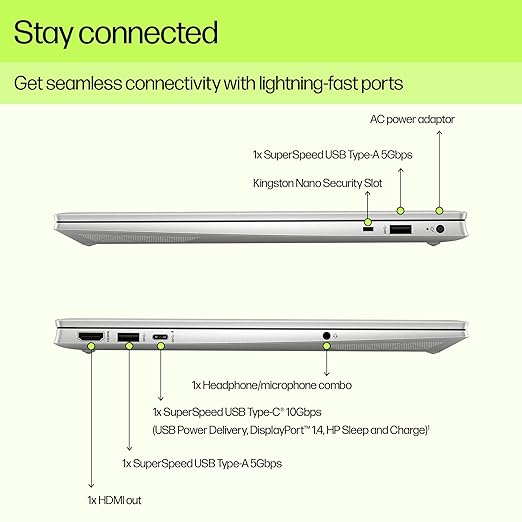 Stay connected
Get seamless connectivity with lightning-fast ports
AC power adaptor
1x SuperSpeed USB Type-A 5Gbps
Kingston Nano Security Slot
1x Headphone/microphone combo
1x SuperSpeed USB Type-C® 10Gbps
(USB Power Delivery, DisplayPort™ 1.4, HP Sleep and Charge)¹
1x SuperSpeed USB Type-A 5Gbps
1x HDMI out